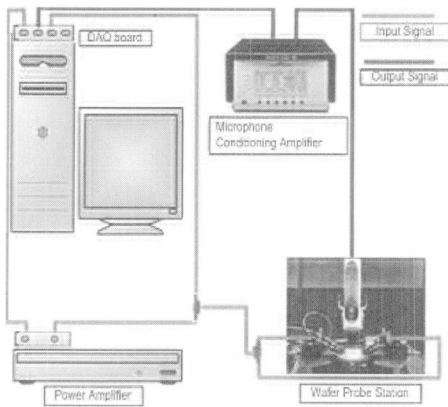 DAQ board
Input Signal
Output Signal
Microphone
Conditioning Amplifier
Power Amplifier
Wafer Probe Station